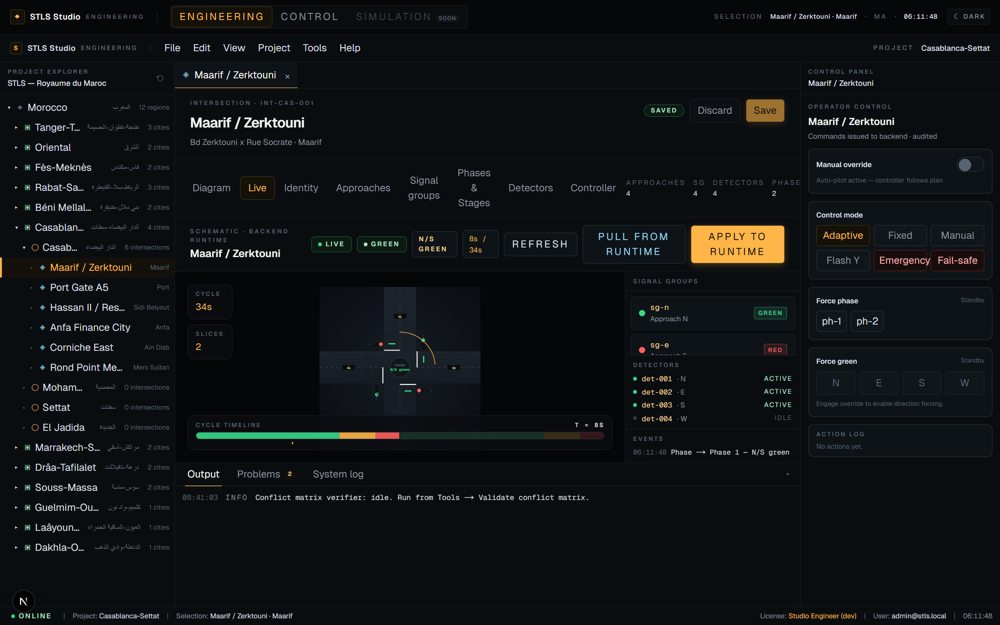 STLS Studio ENGINEERING
ENGINEERING CONTROL SIMULATION SOON
SELECTION Maarif / Zerktouni · Maarif · MA · 06:11:48 DARK
S STLS Studio ENGINEERING File Edit View Project Tools Help
PROJECT Casablanca-Settat
PROJECT EXPLORER
STLS — Royaume du Maroc
Morocco المغرب 12 regions
Tanger-T... طنجة-تطوان-الحسيمة 3 cities
Oriental الشرق 2 cities
Fès-Meknès فاس-مكناس 2 cities
Rabat-Sa... الرباط-سلا-القنيطرة 3 cities
Béni Mellal... بني ملال-خنيفرة 2 cities
Casablan... الدار البيضاء-سطات 4 cities
Casab... الدار البيضاء 6 intersections
Maarif / Zerktouni Maarif
Port Gate A5 Port
Hassan II / Res... Sidi Belyout
Anfa Finance City Anfa
Corniche East Ain Diab
Rond Point Me... Mers Sultan
Moham... المحمدية 0 intersections
Settat سطات 0 intersections
El Jadida الجديدة 0 intersections
Marrakech-S... مراكش-آسفي 2 cities
Drâa-Tafilalet درعة-تافيلالت 2 cities
Souss-Massa سوس-ماسة 2 cities
Guelmim-Ou... كلميم-واد نون 1 cities
Laâyoun... العيون-الساقية الحمراء 1 cities
Dakhla-O... الداخلة-وادي الذهب 1 cities
N
Maarif / Zerktouni ×
INTERSECTION · INT-CAS-001
Maarif / Zerktouni
Bd Zerktouni x Rue Socrate · Maarif
SAVED Discard Save
Diagram Live Identity Approaches
Signal
groups
Phases
&
Stages
Detectors Controller
APPROACHES SG DETECTORS PHASE
4 4 4 2
SCHEMATIC · BACKEND
RUNTIME
Maarif / Zerktouni
LIVE GREEN
N/S
GREEN
8s /
34s
REFRESH
PULL FROM
RUNTIME
APPLY TO
RUNTIME
CYCLE
34s
SLICES
2
V1
V4
PHASE
N/S green
V2
CYCLE TIMELINE T = 8S
SIGNAL GROUPS
sg-n
Approach N
GREEN
sg-e
RED
DETECTORS
det-001 · N ACTIVE
det-002 · E ACTIVE
det-003 · S ACTIVE
det-004 · W IDLE
EVENTS
06:11:48 Phase → Phase 1 — N/S green
Output Problems 2 System log
08:41:03 INFO Conflict matrix verifier: idle. Run from Tools → Validate conflict matrix.
CONTROL PANEL
Maarif / Zerktouni
OPERATOR CONTROL
Maarif / Zerktouni
Commands issued to backend · audited
Manual override
Auto-pilot active — controller follows plan
Control mode
Adaptive Fixed Manual
Flash Y Emergency Fail-safe
Force phase Standby
ph-1 ph-2
Force green Standby
N E S W
Engage override to enable direction forcing.
ACTION LOG
No actions yet.
ONLINE | Project: Casablanca-Settat | Selection: Maarif / Zerktouni · Maarif
License: Studio Engineer (dev) | User: admin@stls.local | 06:11:48